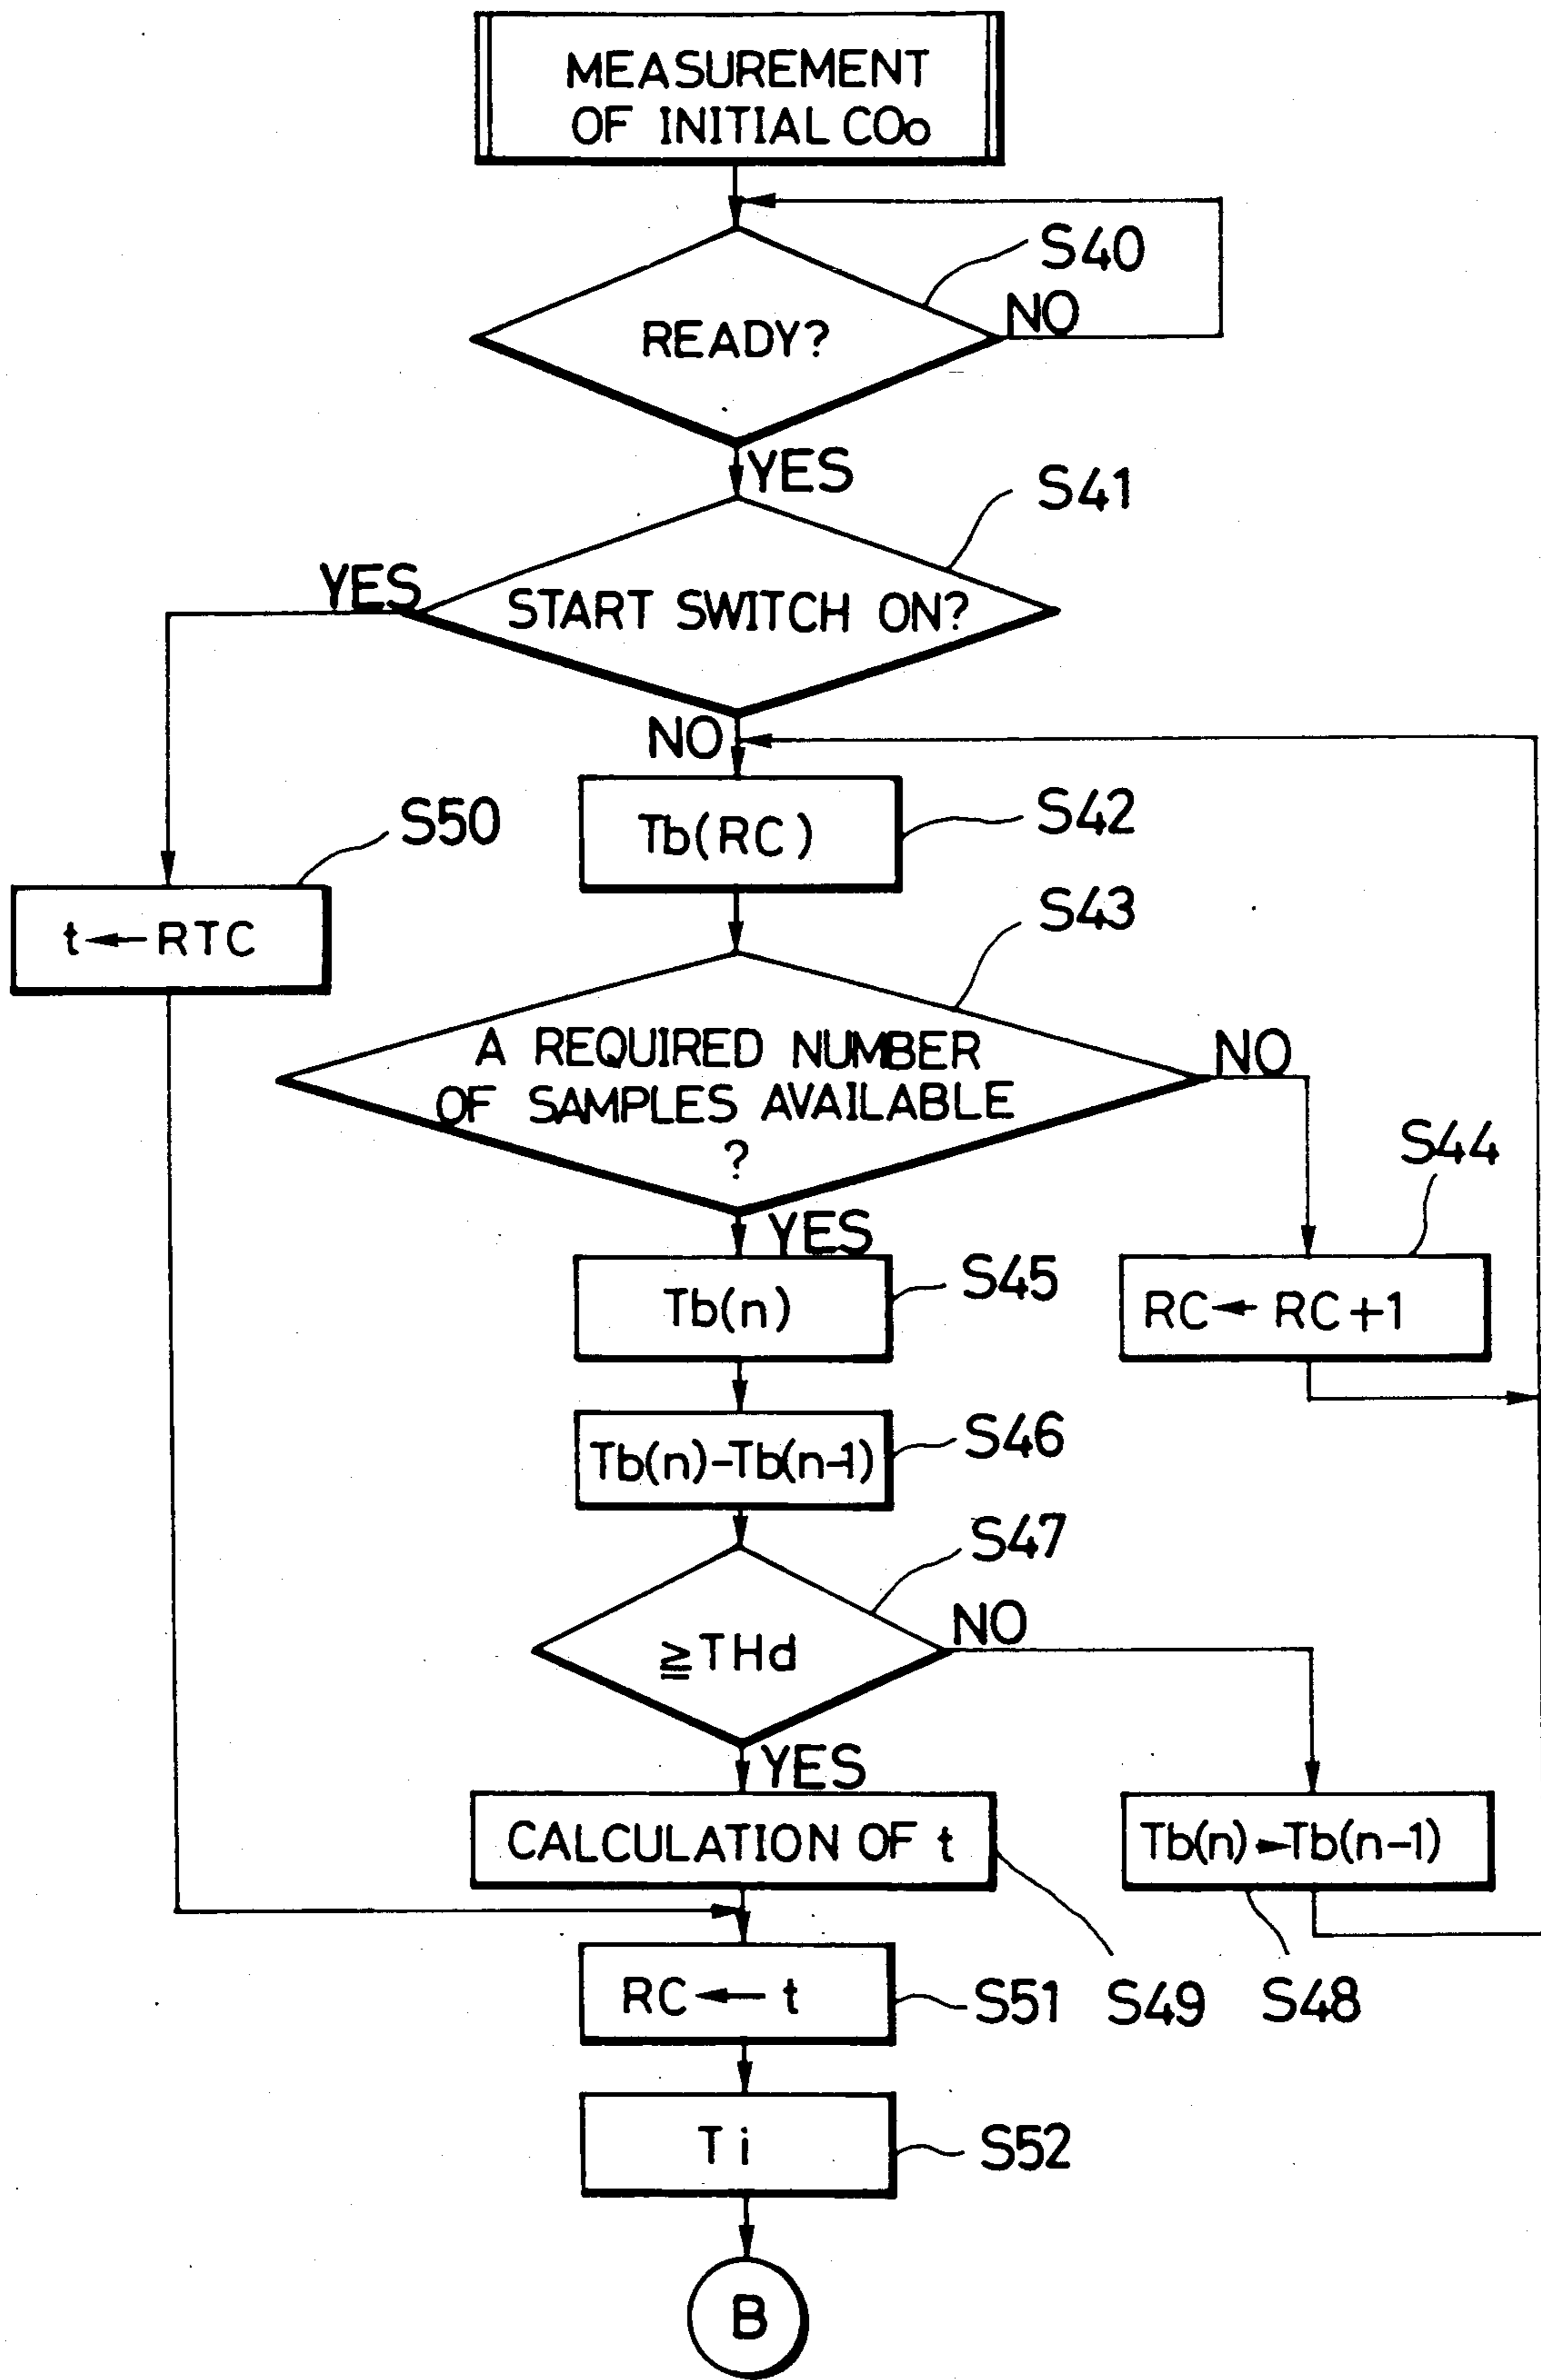 MEASUREMENT
OF INITIAL COo
S40
READY?
NO
YES
S41
YES
START SWITCH ON?
NO
Tb(RC)
S42
S50
t←RTC
S43
A REQUIRED NUMBER
OF SAMPLES AVAILABLE
?
NO
S44
YES
Tb(n)
S45
RC←RC+1
Tb(n)-Tb(n-1)
S46
S47
≧THd
NO
YES
CALCULATION OF t
Tb(n)►Tb(n-1)
RC←t
S51
S49
S48
Ti
S52
B